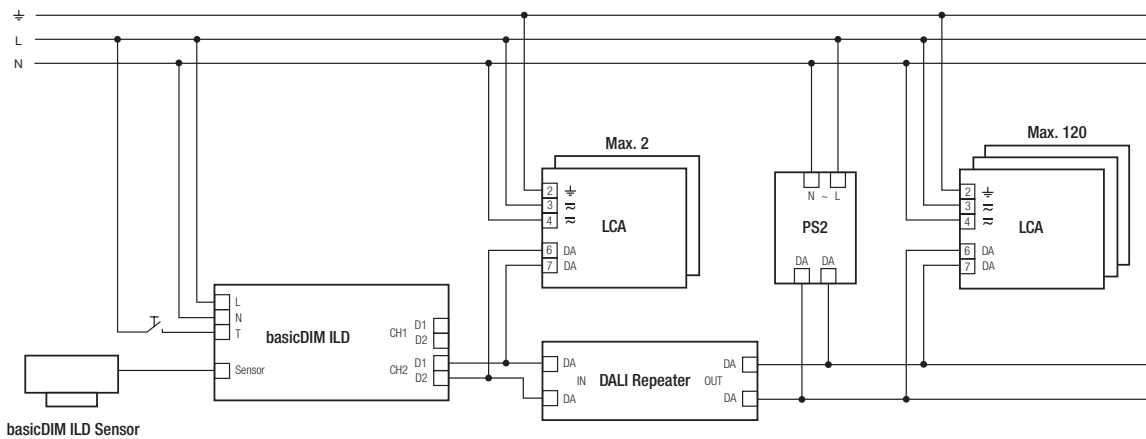 L
N
Max. 2
Max. 120
2
3
4
LCA
6 DA
7 DA
N ~ L
PS2
DA DA
2
3
4
LCA
6 DA
7 DA
L
N
T
Sensor
basicDIM ILD
CH1 D1
D2
CH2 D1
D2
DA
IN
DA
DALI Repeater
DA
OUT
DA
basicDIM ILD Sensor